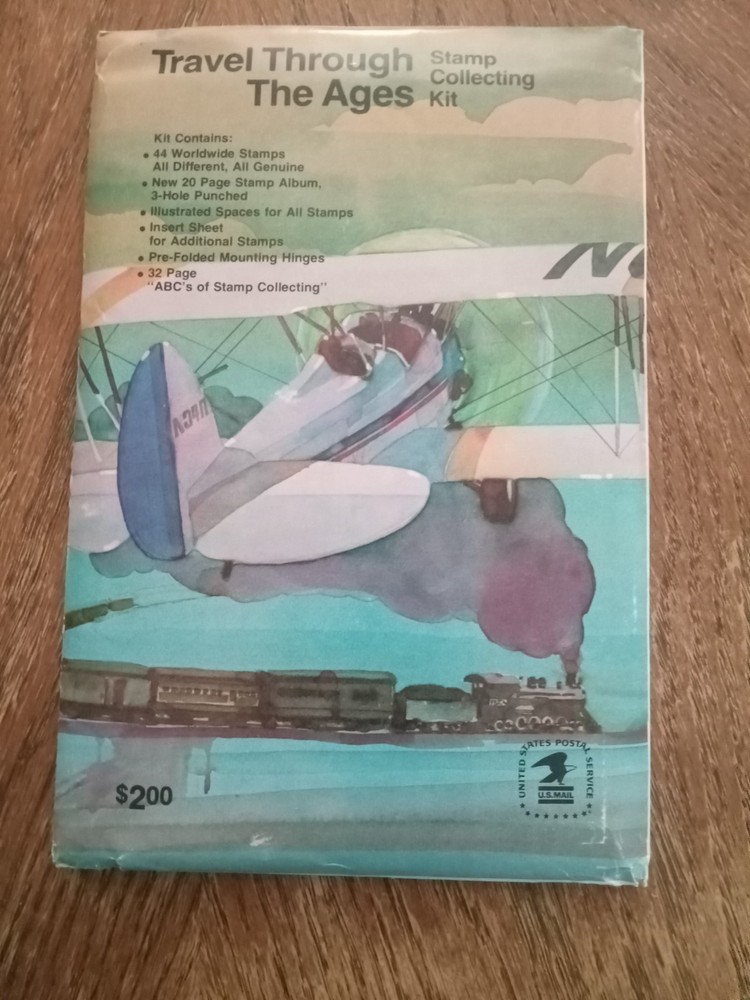 Travel Through
The Ages
Stamp
Collecting
Kit
Kit Contains:
• 44 Worldwide Stamps
All Different, All Genuine
• New 20 Page Stamp Album,
3-Hole Punched
• Illustrated Spaces for All Stamps
• Insert Sheet
for Additional Stamps
• Pre-Folded Mounting Hinges
• 32 Page
"ABC's of Stamp Collecting"
$2.00
UNITED STATES POSTAL SERVICE
U.S.MAIL